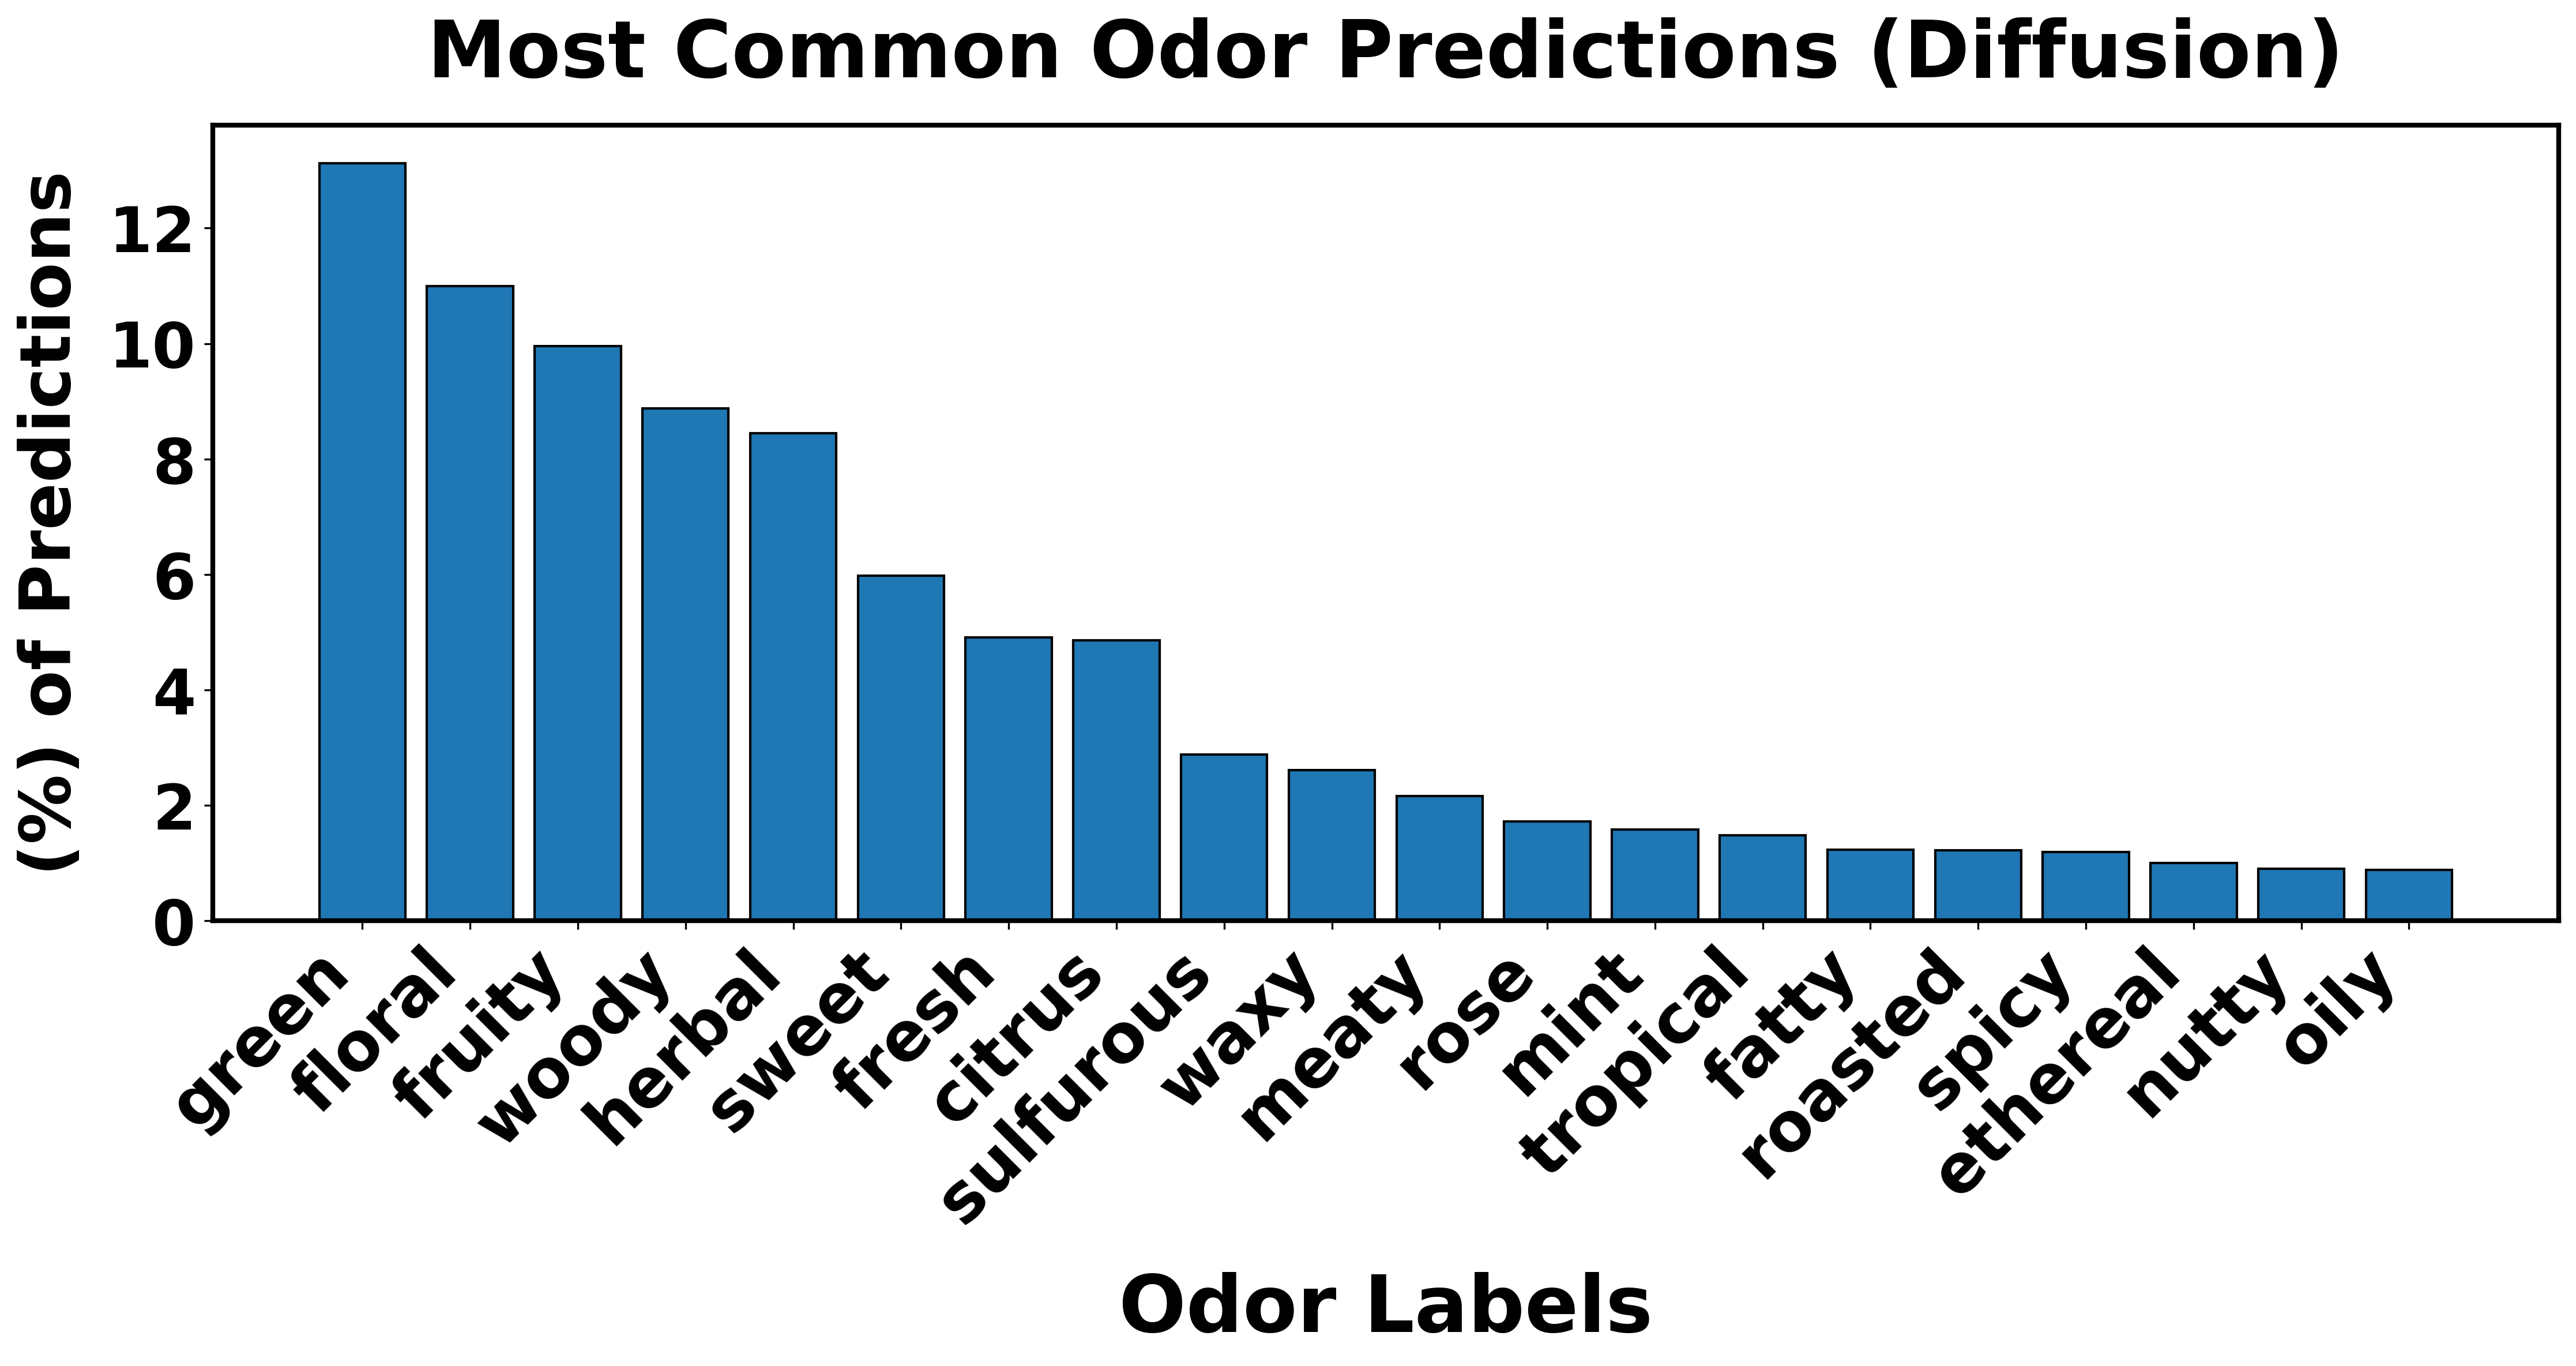 Most Common Odor Predictions (Diffusion)
(%) of Predictions
12
10
8
6
4
2
0
green
floral
fruity
woody
herbal
sweet
fresh
citrus
sulfurous
waxy
meaty
rose
mint
tropical
fatty
roasted
spicy
ethereal
nutty
oily
Odor Labels